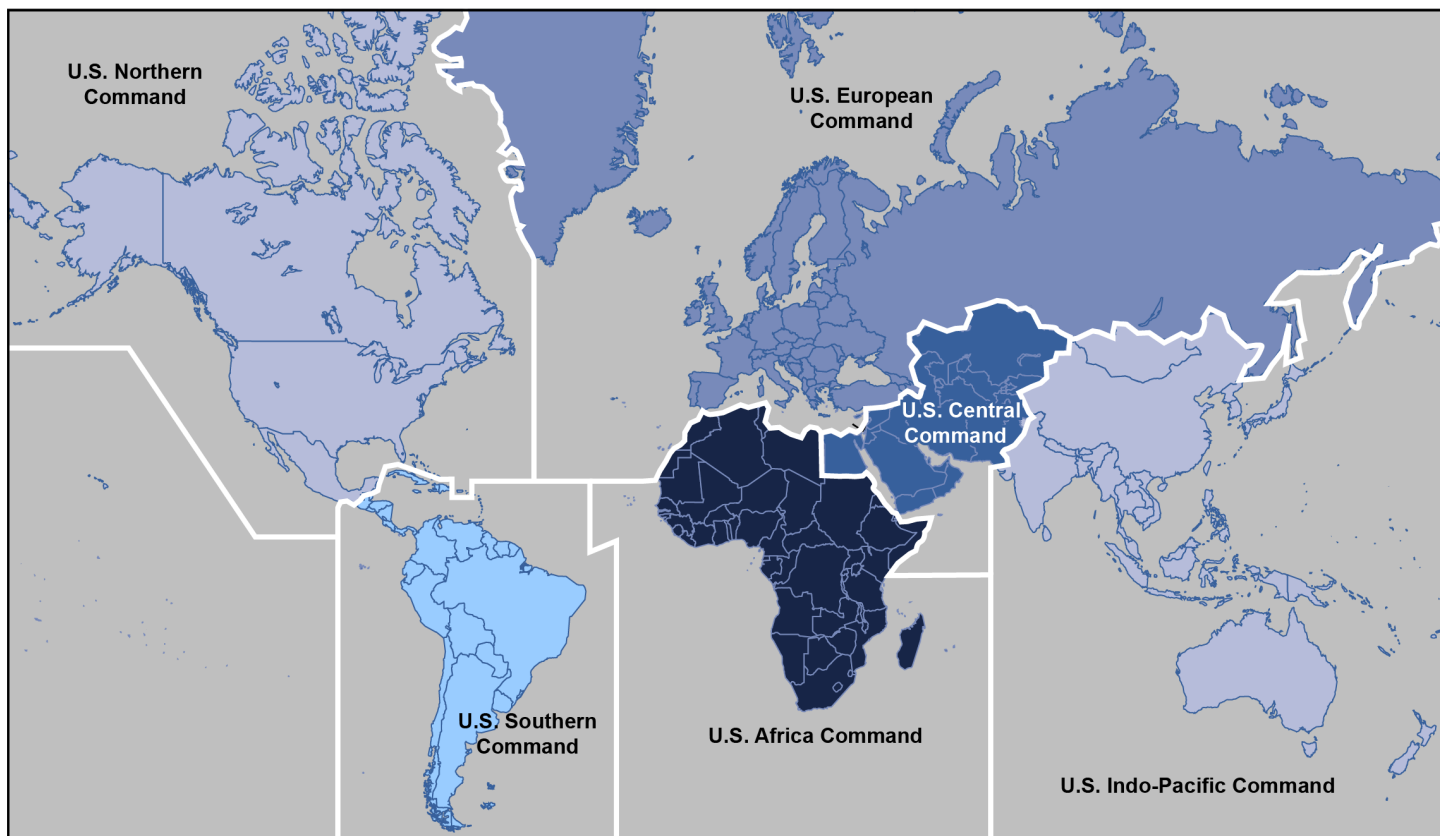 U.S. Northern
Command
U.S. European
Command
U.S. Central
Command
U.S. Southern
Command
U.S. Africa Command
U.S. Indo-Pacific Command